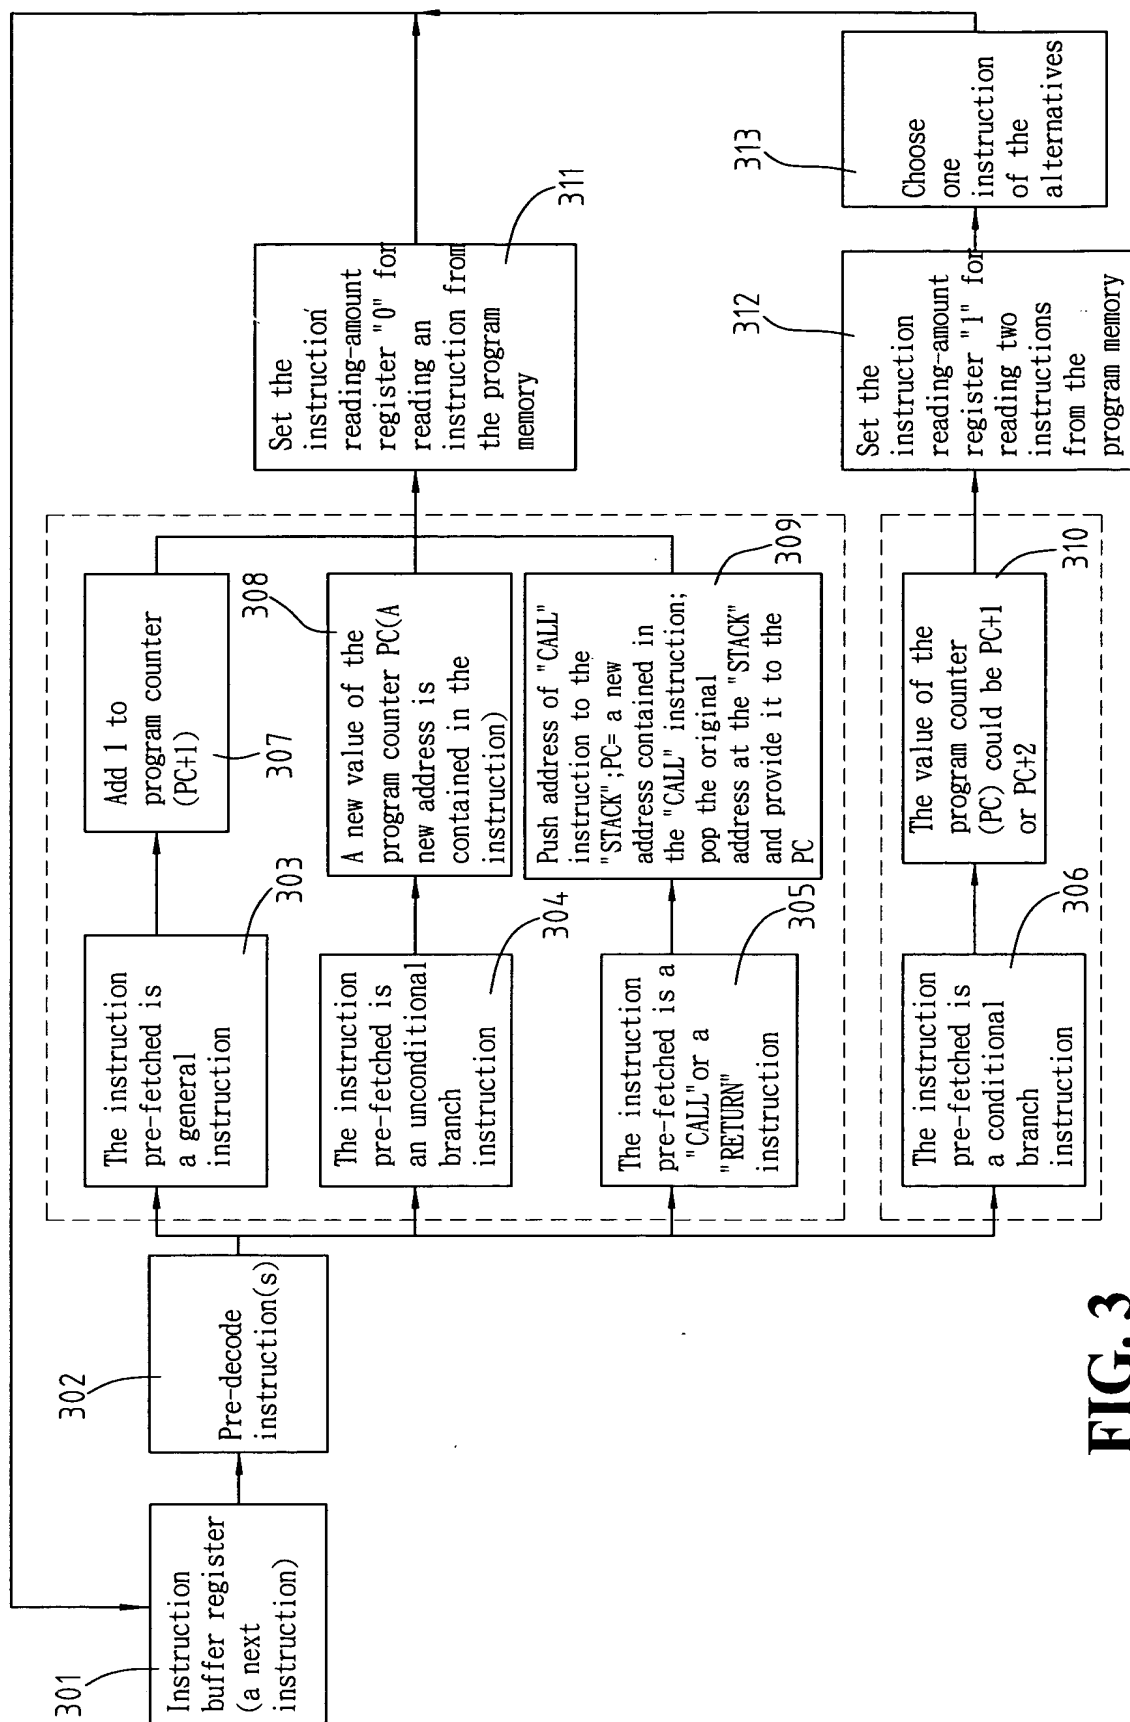 301
Instruction
buffer register
(a next
instruction)
302
Pre-decode
instruction(s)
303
The instruction
pre-fetched is
a general
instruction
304
The instruction
pre-fetched is
an unconditional
branch
instruction
305
The instruction
pre-fetched is a
"CALL"or a
"RETURN"
instruction
306
The instruction
pre-fetched is
a conditional
branch
instruction
307
Add 1 to
program counter
(PC+1)
308
A new value of the
program counter PC(A
new address is
contained in the
instruction)
309
Push address of "CALL"
instruction to the
"STACK";PC= a new
address contained in
the "CALL" instruction;
pop the original
address at the "STACK"
and provide it to the
PC
310
The value of the
program counter
(PC) could be PC+1
or PC+2
311
Set the
instruction
reading-amount
register "0" for
reading an
instruction from
the program
memory
312
Set the
instruction
reading-amount
register "1" for
reading two
instructions
from the
program memory
313
Choose
one
instruction
of the
alternatives
FIG. 3